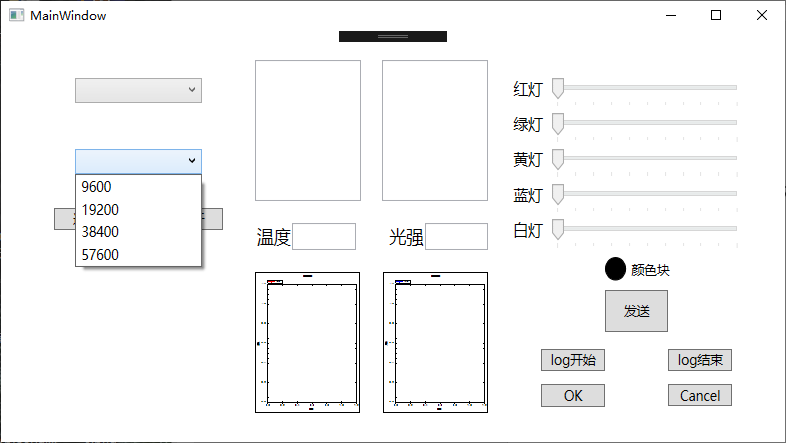 MainWindow
9600
19200
38400
57600
温度
光强
红灯
绿灯
黄灯
蓝灯
白灯
颜色块
发送
log开始
log结束
OK
Cancel